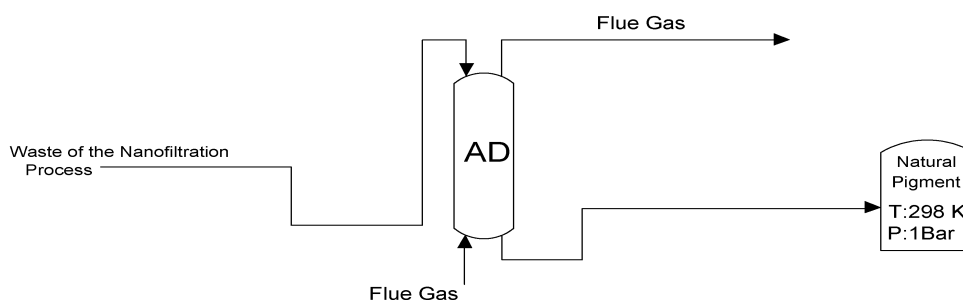 Flue Gas
Waste of the Nanofiltration
Process
AD
Natural
Pigment
T:298 K
P:1Bar
Flue Gas